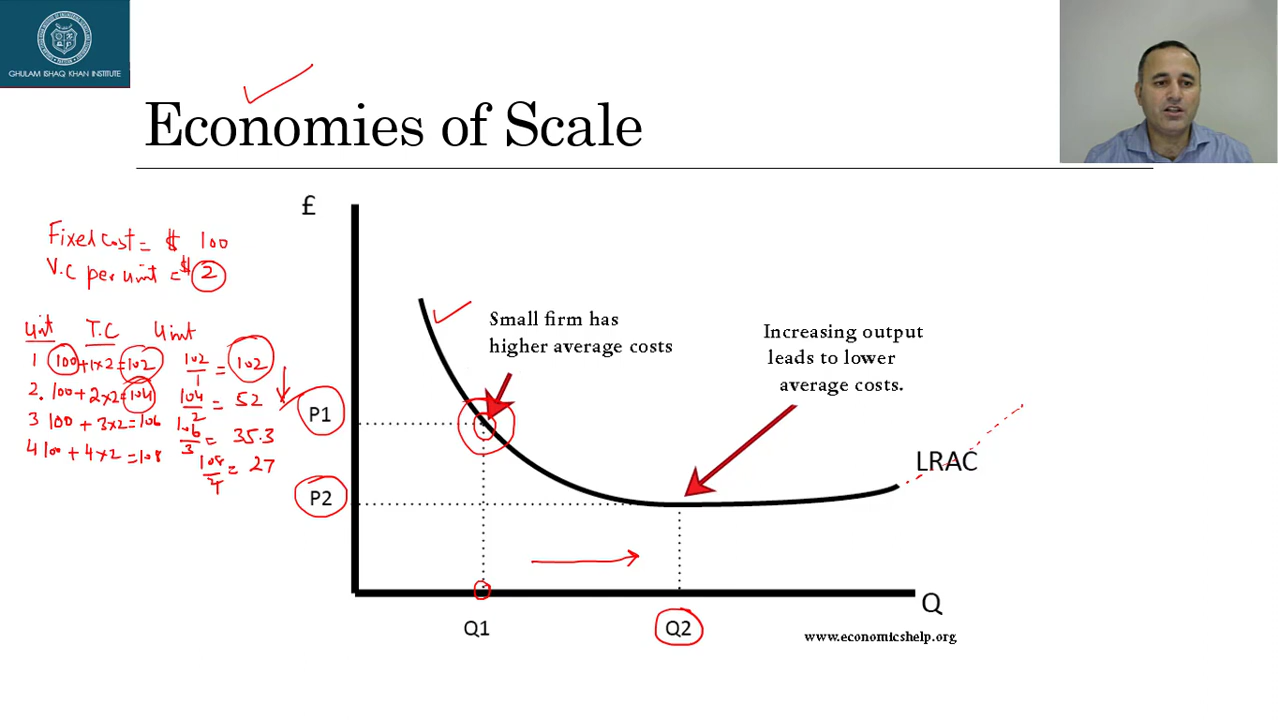 GHULAM ISHAQ KHAN INSTITUTE
Economies of Scale
Fixed cost = $ 100
V.C per unit = $ 2
Unit T.C Unit
1 100+1×2=102 102/1 = 102
2. 100+2×2=104 104/2 = 52
3 100 + 3×2=106 106/3 = 35.3
4 100 + 4×2 =108 108/4 = 27
£
Small firm has
higher average costs
Increasing output
leads to lower
average costs.
P1
P2
LRAC
Q
Q1
Q2
www.economicshelp.org